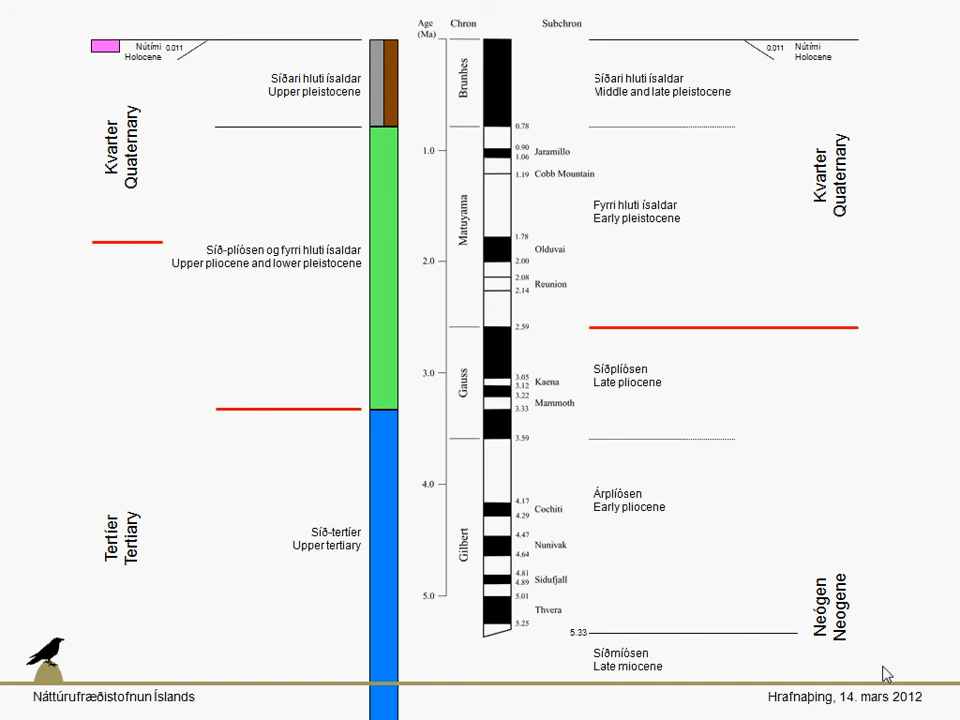 Age
(Ma)
Chron
Subchron
Nútími
Holocene
0.011
Síðari hluti ísaldar
Upper pleistocene
Kvarter
Quaternary
Síð-plíósen og fyrri hluti ísaldar
Upper pliocene and lower pleistocene
Síð-tertíer
Upper tertiary
Tertíer
Tertiary
1.0
2.0
3.0
4.0
5.0
Brunhes
Matuyama
Gauss
Gilbert
0.78
0.90
1.06
Jaramillo
1.19
Cobb Mountain
1.78
Olduvai
2.00
2.08
Reunion
2.14
2.59
3.05
Kaena
3.12
3.22
Mammoth
3.33
3.59
4.17
Cochiti
4.29
4.47
Nunivak
4.64
4.81
Sidufjall
4.89
5.01
Thvera
5.25
0.011
Nútími
Holocene
Síðari hluti ísaldar
Middle and late pleistocene
Fyrri hluti ísaldar
Early pleistocene
Kvarter
Quaternary
Síðplíósen
Late pliocene
Árplíósen
Early pliocene
Neógen
Neogene
5.33
Síðmíósen
Late miocene
Náttúrufræðistofnun Íslands
Hrafnaþing, 14. mars 2012